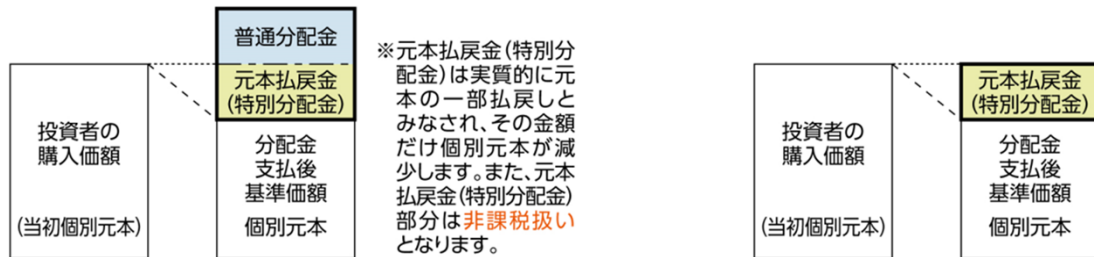 普通分配金
元本払戻金
(特別分配金)
投資者の
購入価額
(当初個別元本)
分配金
支払後
基準価額
個別元本
※元本払戻金(特別分
配金)は実質的に元
本の一部払戻しと
みなされ、その金額
だけ個別元本が減
少します。また、元本
払戻金(特別分配金)
部分は非課税扱い
となります。
投資者の
購入価額
(当初個別元本)
元本払戻金
(特別分配金)
分配金
支払後
基準価額
個別元本